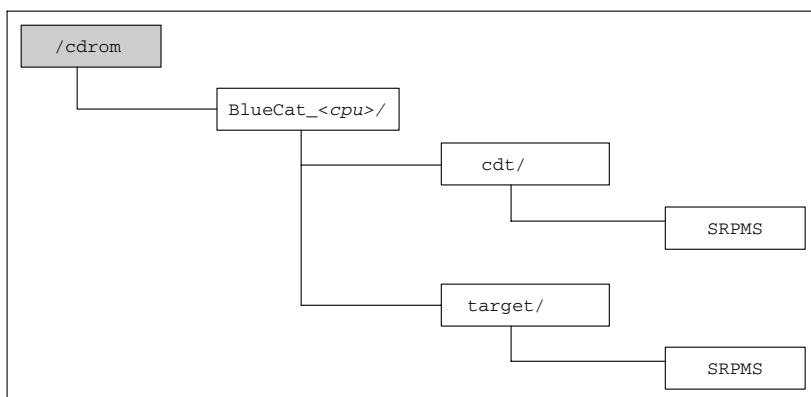 /cdrom
BlueCat_<cpu>/
cdt/
SRPMS
target/
SRPMS